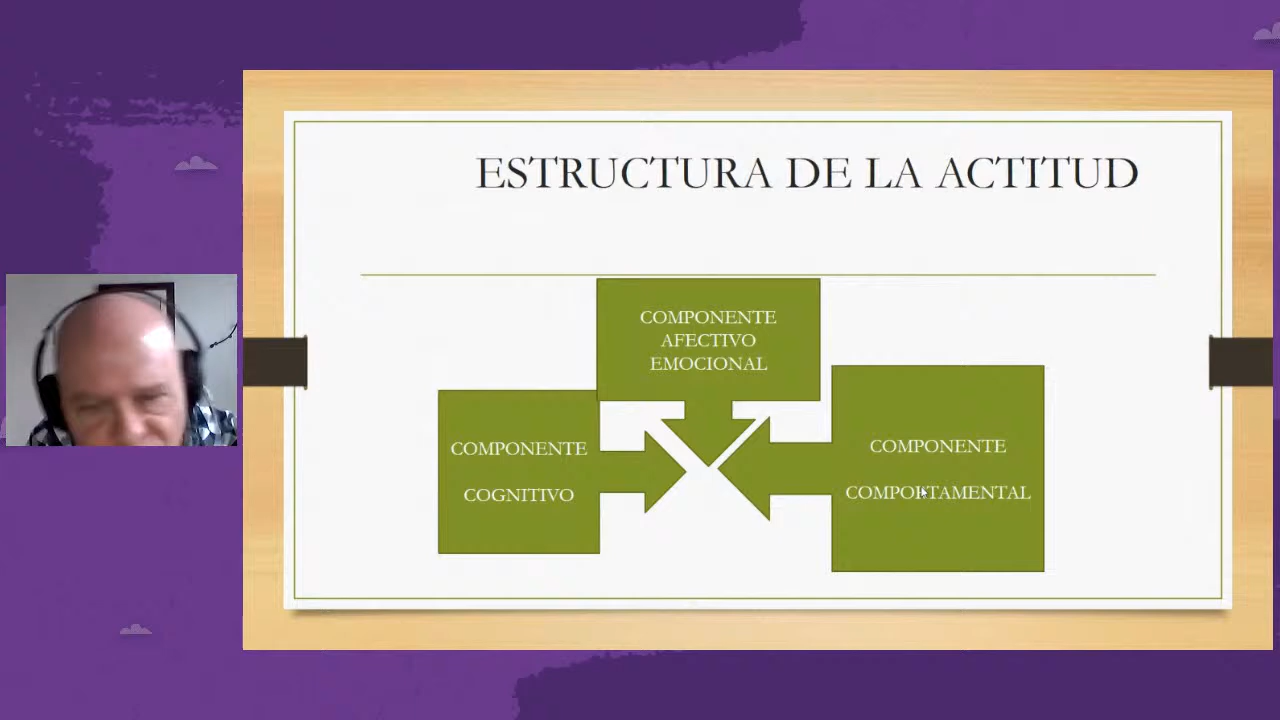 ESTRUCTURA DE LA ACTITUD
COMPONENTE
AFECTIVO
EMOCIONAL
COMPONENTE
COGNITIVO
COMPONENTE
COMPORTAMENTAL